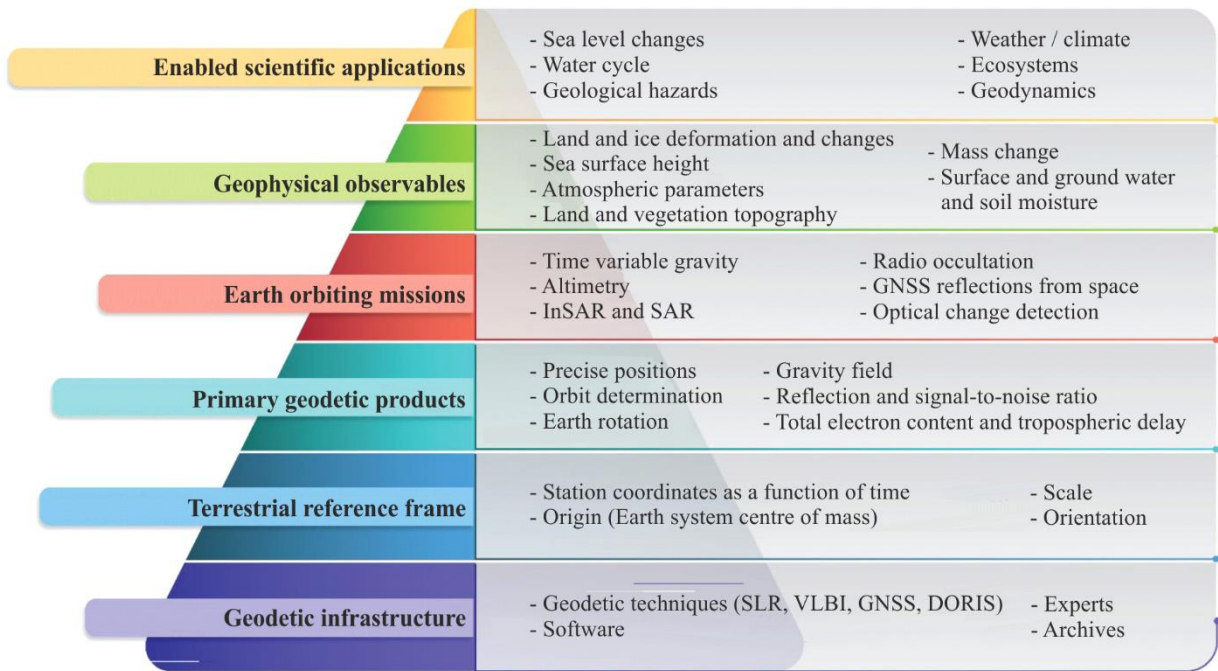 Enabled scientific applications
- Sea level changes
- Water cycle
- Geological hazards
- Weather / climate
- Ecosystems
- Geodynamics
Geophysical observables
- Land and ice deformation and changes
- Sea surface height
- Atmospheric parameters
- Land and vegetation topography
- Mass change
- Surface and ground water
and soil moisture
Earth orbiting missions
- Time variable gravity
- Altimetry
- InSAR and SAR
- Radio occultation
- GNSS reflections from space
- Optical change detection
Primary geodetic products
- Precise positions
- Orbit determination
- Earth rotation
- Gravity field
- Reflection and signal-to-noise ratio
- Total electron content and tropospheric delay
Terrestrial reference frame
- Station coordinates as a function of time
- Origin (Earth system centre of mass)
- Scale
- Orientation
Geodetic infrastructure
- Geodetic techniques (SLR, VLBI, GNSS, DORIS)
- Software
- Experts
- Archives